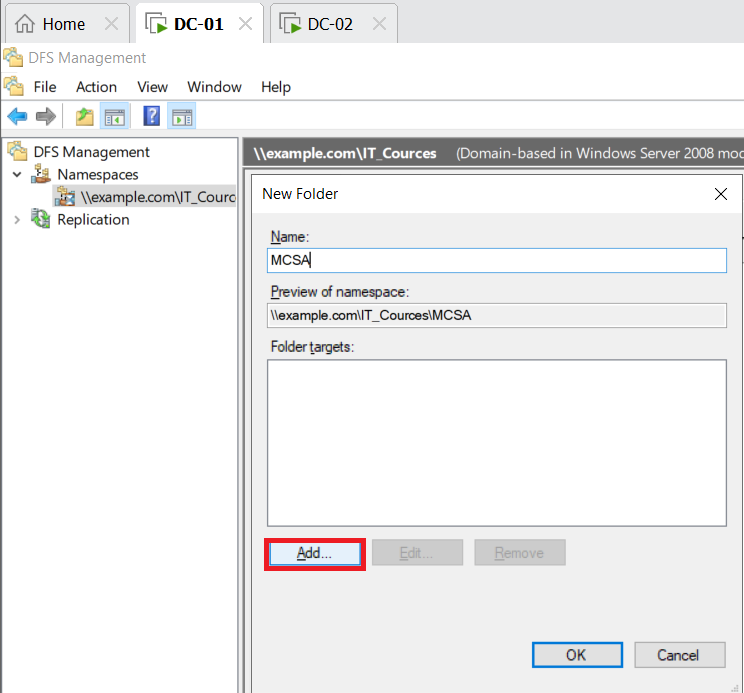 Home
DC-01
DC-02
DFS Management
File Action View Window Help
DFS Management
Namespaces
\\example.com\IT_Courc
Replication
\\example.com\IT_Cources (Domain-based in Windows Server 2008 mod
New Folder
Name:
MCSA
Preview of namespace:
\\example.com\IT_Cources\MCSA
Folder targets:
Add...
Edit...
Remove
OK
Cancel